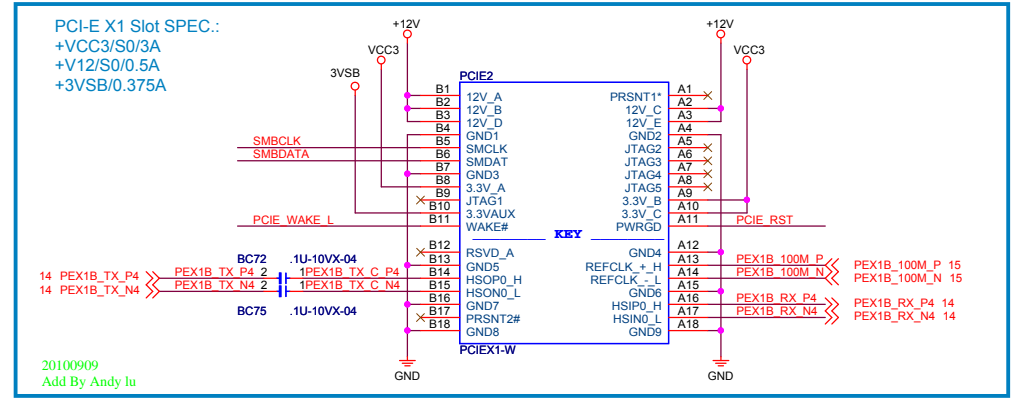 PCI-E X1 Slot SPEC.:
+VCC3/S0/3A
+V12/S0/0.5A
+3VSB/0.375A
+12V
VCC3
3VSB
+12V
VCC3
PCIE2
B1 12V_A PRSNT1* A1
B2 12V_B 12V_C A2
B3 12V_D 12V_E A3
B4 GND1 GND2 A4
SMBCLK B5 SMCLK JTAG2 A5
SMBDATA B6 SMDAT JTAG3 A6
B7 GND3 JTAG4 A7
B8 3.3V_A JTAG5 A8
B9 JTAG1 3.3V_B A9
B10 3.3VAUX 3.3V_C A10
PCIE_WAKE_L B11 WAKE# PWRGD A11 PCIE_RST
KEY
B12 RSVD_A GND4 A12
BC72 .1U-10VX-04 B13 GND5 REFCLK_+_H A13 PEX1B_100M_P PEX1B_100M_P 15
14 PEX1B_TX_P4 PEX1B_TX_P4 2 1 PEX1B_TX_C_P4 B14 HSOP0_H REFCLK_-_L A14 PEX1B_100M_N PEX1B_100M_N 15
14 PEX1B_TX_N4 PEX1B_TX_N4 2 1 PEX1B_TX_C_N4 B15 HSON0_L GND6 A15
B16 GND7 HSIP0_H A16 PEX1B_RX_P4 PEX1B_RX_P4 14
BC75 .1U-10VX-04 B17 PRSNT2# HSIN0_L A17 PEX1B_RX_N4 PEX1B_RX_N4 14
B18 GND8 GND9 A18
PCIEX1-W
GND
GND
20100909
Add By Andy lu